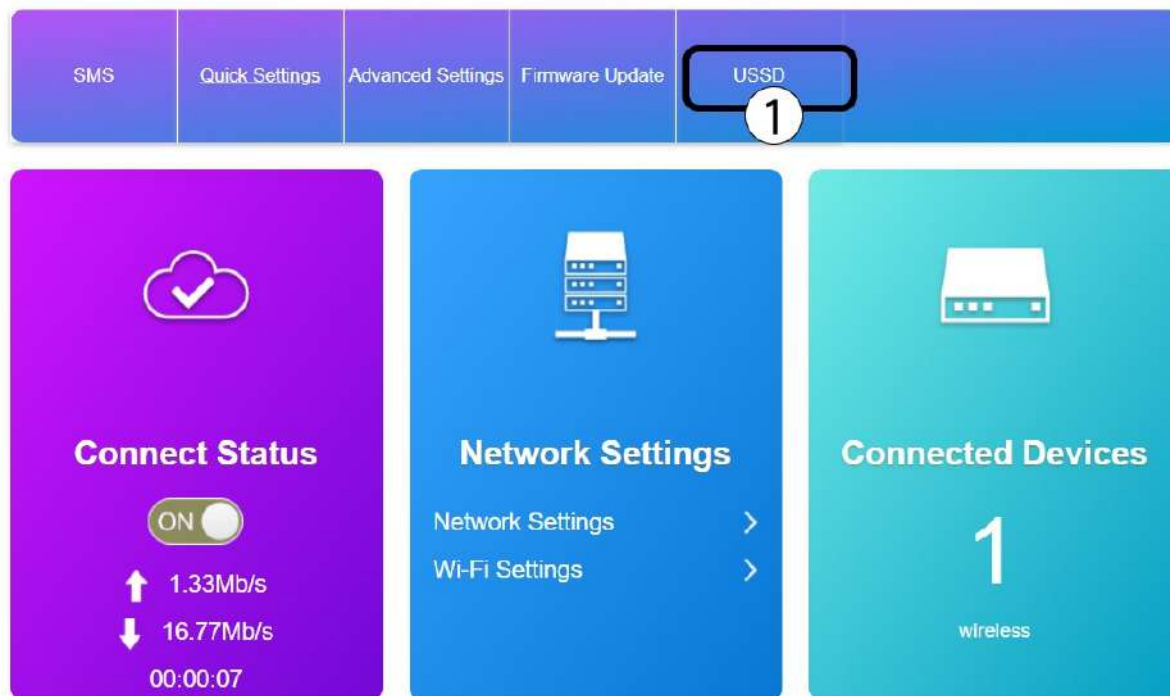 SMS
Quick Settings
Advanced Settings
Firmware Update
USSD
1
Connect Status
ON
1.33Mb/s
16.77Mb/s
00:00:07
Network Settings
Network Settings
Wi-Fi Settings
Connected Devices
1
wireless